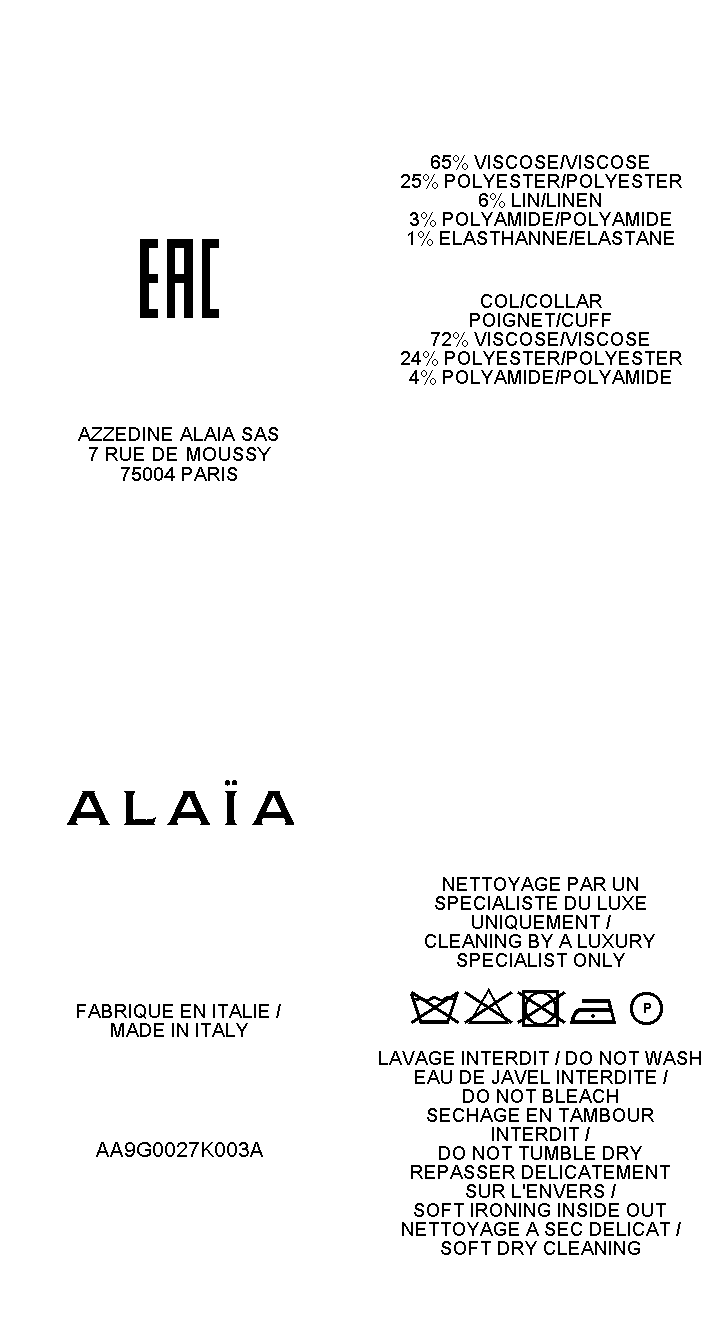 65% VISCOSE/VISCOSE
25% POLYESTER/POLYESTER
6% LIN/LINEN
3% POLYAMIDE/POLYAMIDE
1% ELASTHANNE/ELASTANE
COL/COLLAR
POIGNET/CUFF
72% VISCOSE/VISCOSE
24% POLYESTER/POLYESTER
4% POLYAMIDE/POLYAMIDE
EAC
AZZEDINE ALAIA SAS
7 RUE DE MOUSSY
75004 PARIS
ALAÏA
FABRIQUE EN ITALIE /
MADE IN ITALY
AA9G0027K003A
NETTOYAGE PAR UN
SPECIALISTE DU LUXE
UNIQUEMENT /
CLEANING BY A LUXURY
SPECIALIST ONLY
P
LAVAGE INTERDIT / DO NOT WASH
EAU DE JAVEL INTERDITE /
DO NOT BLEACH
SECHAGE EN TAMBOUR
INTERDIT /
DO NOT TUMBLE DRY
REPASSER DELICATEMENT
SUR L'ENVERS /
SOFT IRONING INSIDE OUT
NETTOYAGE A SEC DELICAT /
SOFT DRY CLEANING